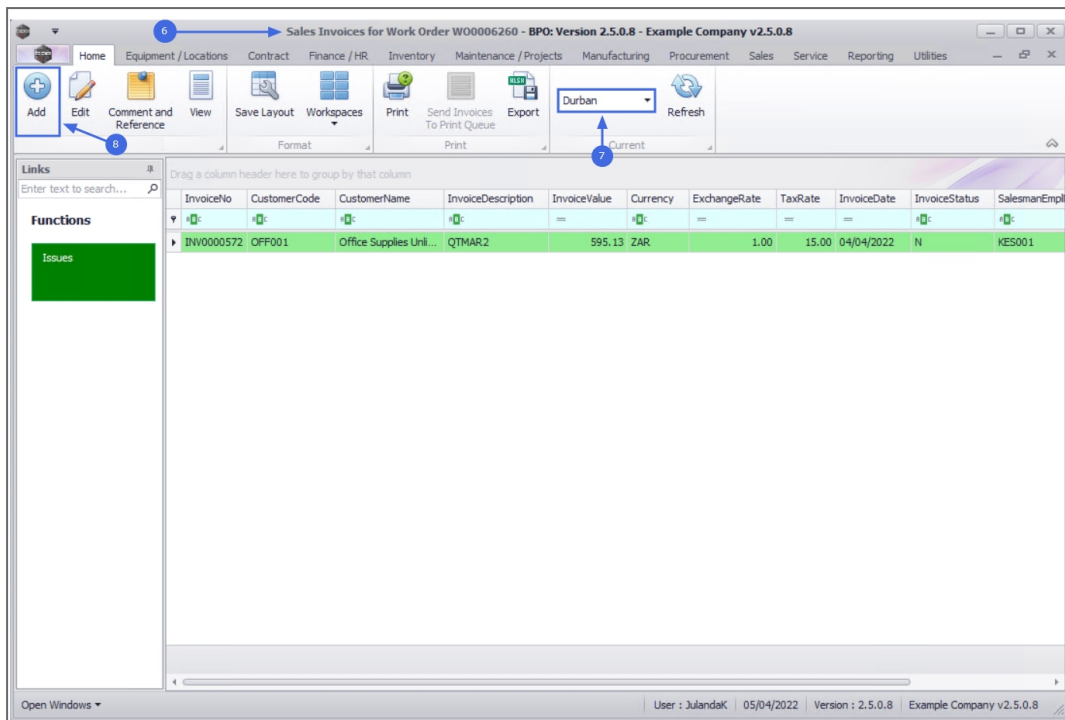 6
Sales Invoices for Work Order WO0006260 - BPO: Version 2.5.0.8 - Example Company v2.5.0.8
Home Equipment / Locations Contract Finance / HR Inventory Maintenance / Projects Manufacturing Procurement Sales Service Reporting Utilities
Add Edit Comment and Reference View Save Layout Workspaces Print Send Invoices To Print Queue Export Durban Refresh
8
7
Format Print Current
Links
Enter text to search...
Drag a column header here to group by that column
InvoiceNo CustomerCode CustomerName InvoiceDescription InvoiceValue Currency ExchangeRate TaxRate InvoiceDate InvoiceStatus SalesmanEmpl
Functions
INV0000572 OFF001 Office Supplies Unli... QTMAR2 595.13 ZAR 1.00 15.00 04/04/2022 N KES001
Issues
Open Windows
User : JulandaK 05/04/2022 Version : 2.5.0.8 Example Company v2.5.0.8